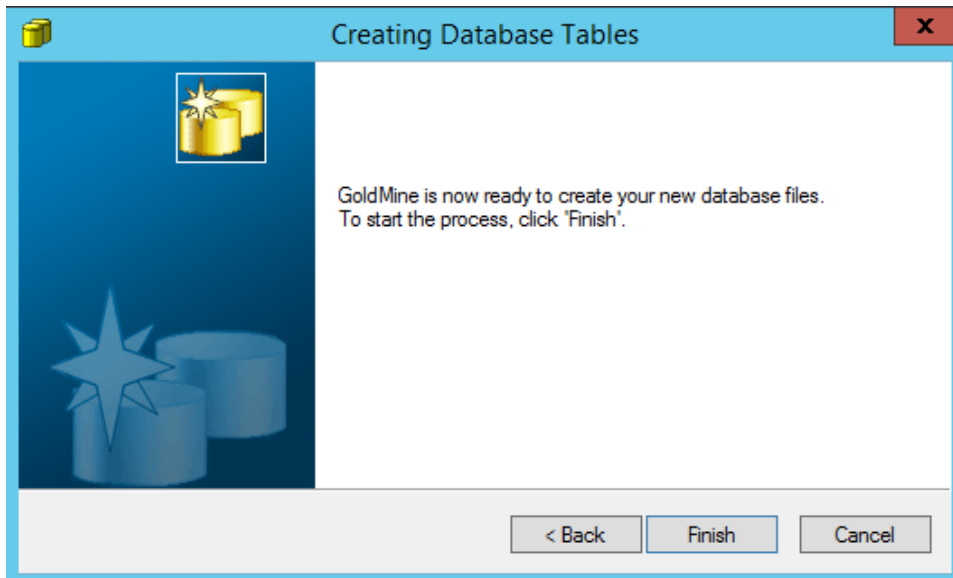 Creating Database Tables
x
GoldMine is now ready to create your new database files.
To start the process, click 'Finish'.
< Back
Finish
Cancel